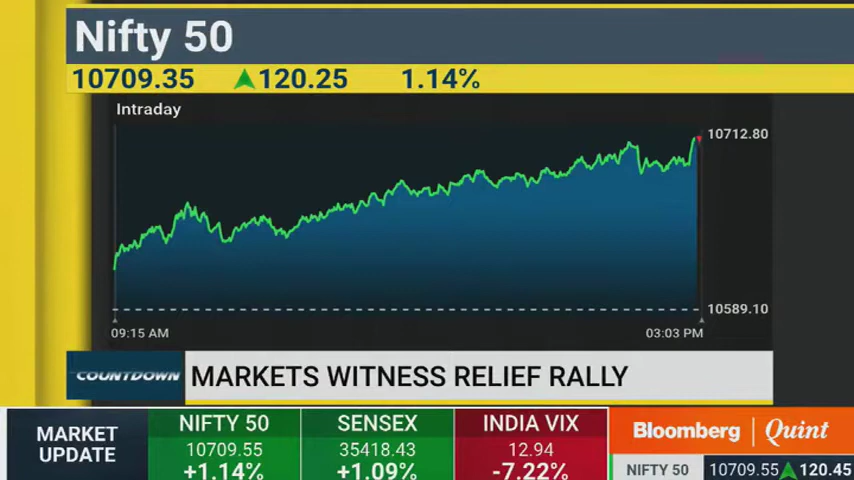 Nifty 50
10709.35 120.25 1.14%
Intraday
10712.80
10589.10
09:15 AM 03:03 PM
COUNTDOWN MARKETS WITNESS RELIEF RALLY
MARKET UPDATE
NIFTY 50
10709.55
+1.14%
SENSEX
35418.43
+1.09%
INDIA VIX
12.94
-7.22%
Bloomberg | Quint
NIFTY 50 10709.55 120.45